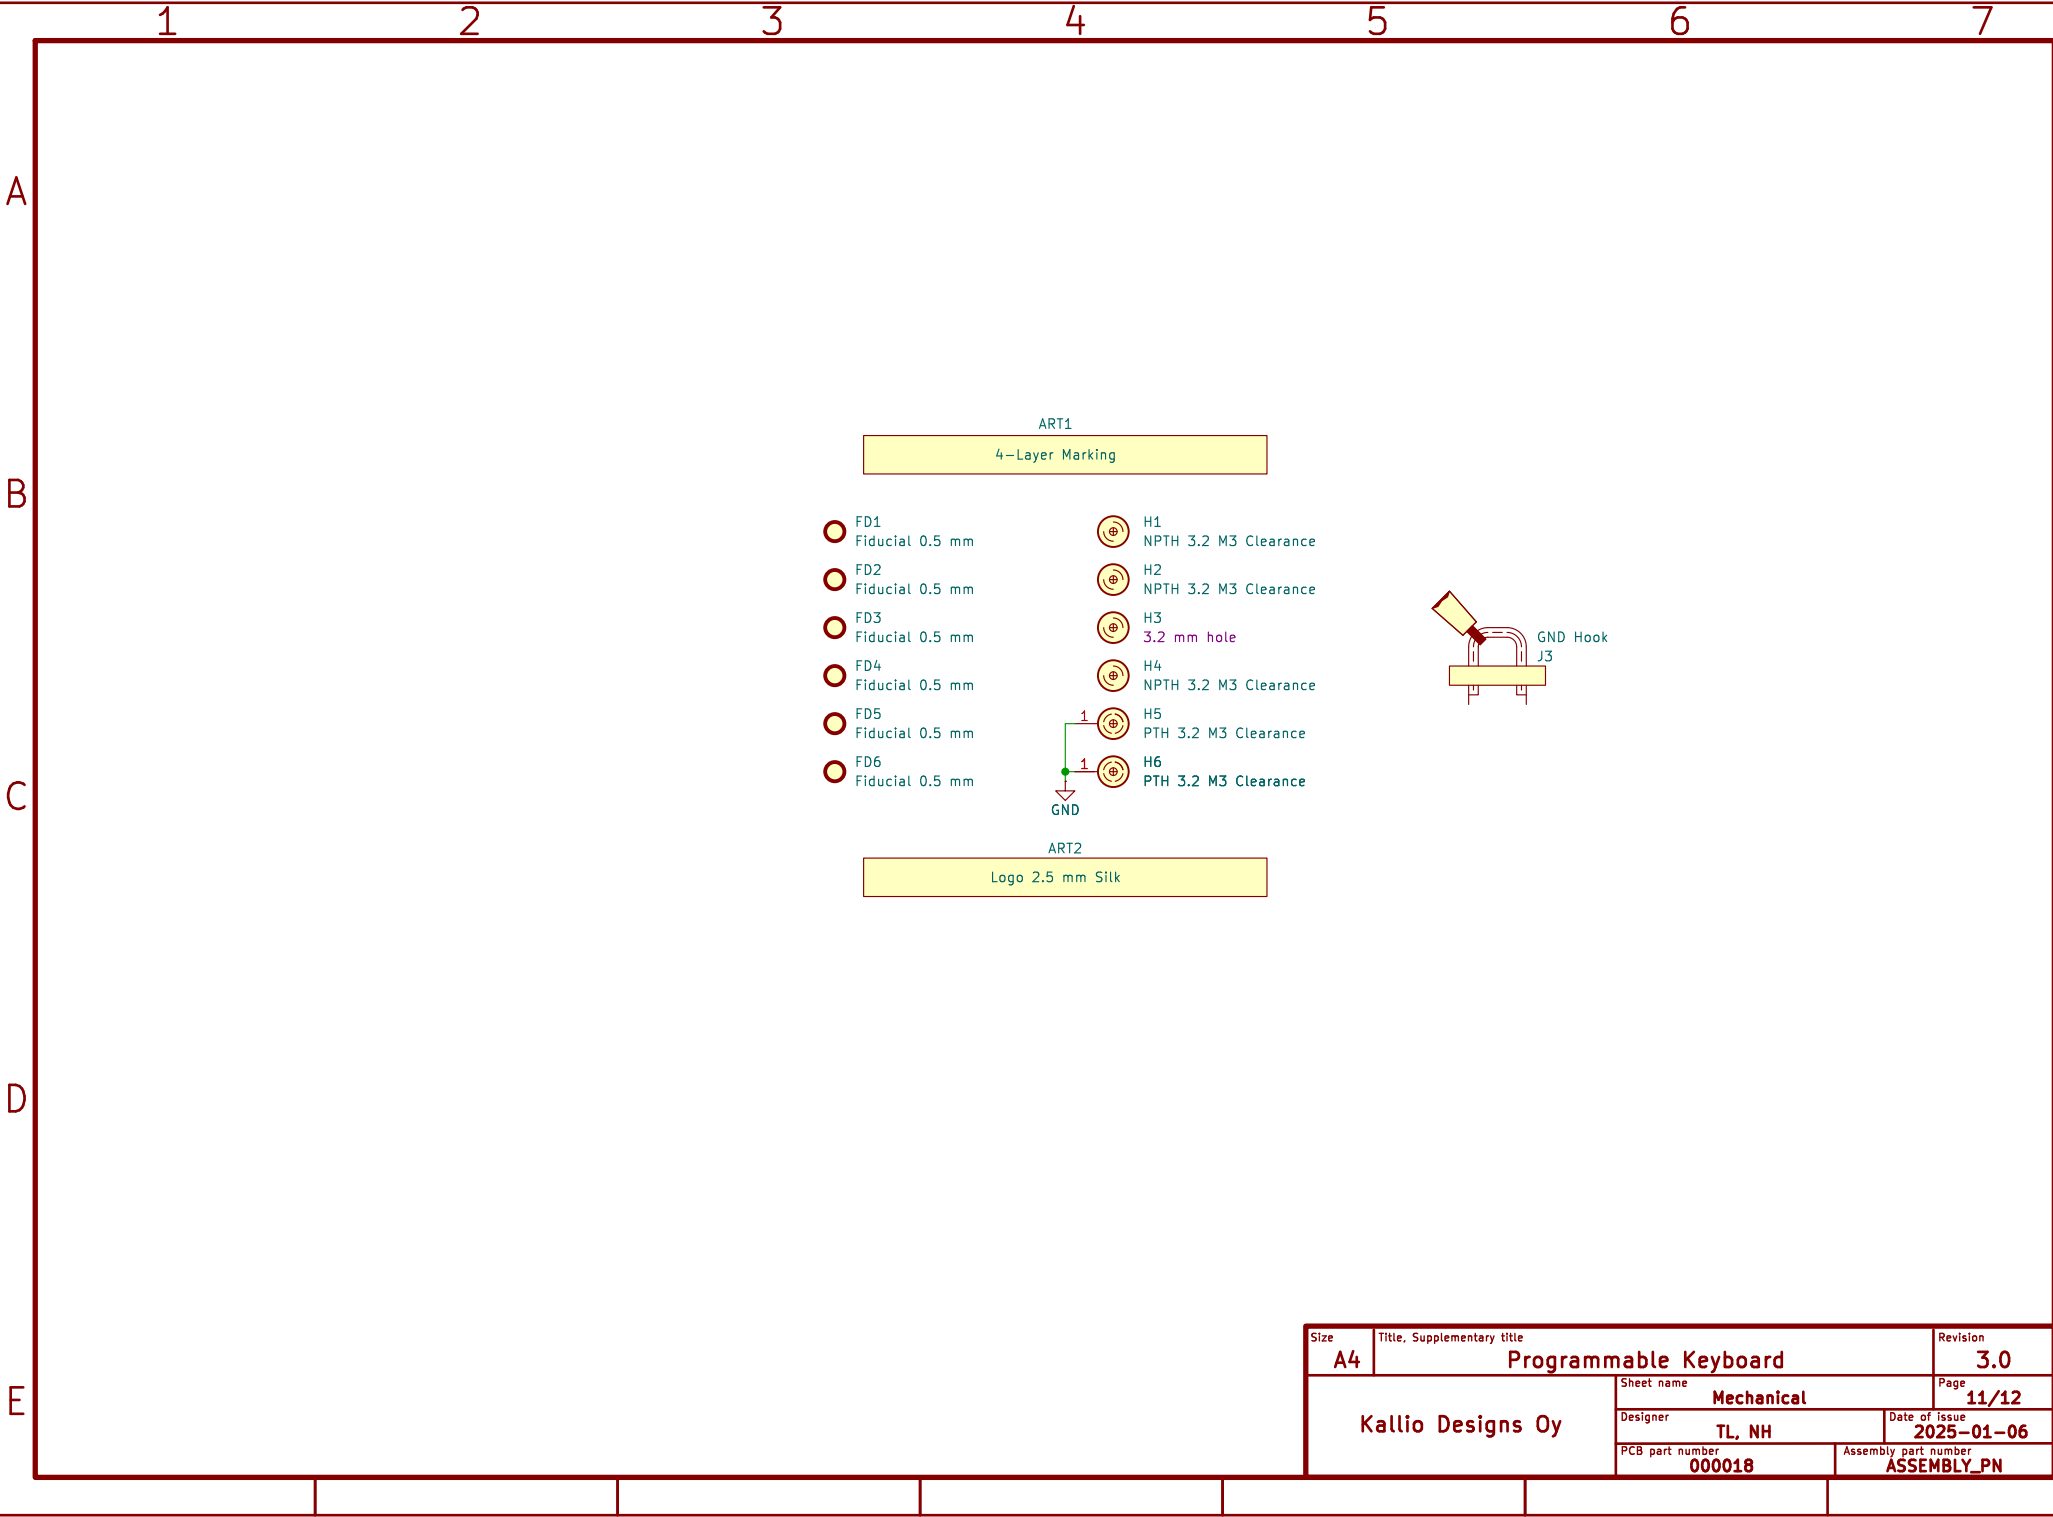 1 2 3 4 5 6 7
A
B
C
D
E
ART1
4-Layer Marking
FD1
Fiducial 0.5 mm
FD2
Fiducial 0.5 mm
FD3
Fiducial 0.5 mm
FD4
Fiducial 0.5 mm
FD5
Fiducial 0.5 mm
FD6
Fiducial 0.5 mm
H1
NPTH 3.2 M3 Clearance
H2
NPTH 3.2 M3 Clearance
H3
3.2 mm hole
H4
NPTH 3.2 M3 Clearance
1
H5
PTH 3.2 M3 Clearance
1
H6
PTH 3.2 M3 Clearance
GND
GND Hook
J3
ART2
Logo 2.5 mm Silk
Size
A4
Title, Supplementary title
Programmable Keyboard
Revision
3.0
Kallio Designs Oy
Sheet name
Mechanical
Page
11/12
Designer
TL, NH
Date of issue
2025-01-06
PCB part number
000018
Assembly part number
ASSEMBLY_PN